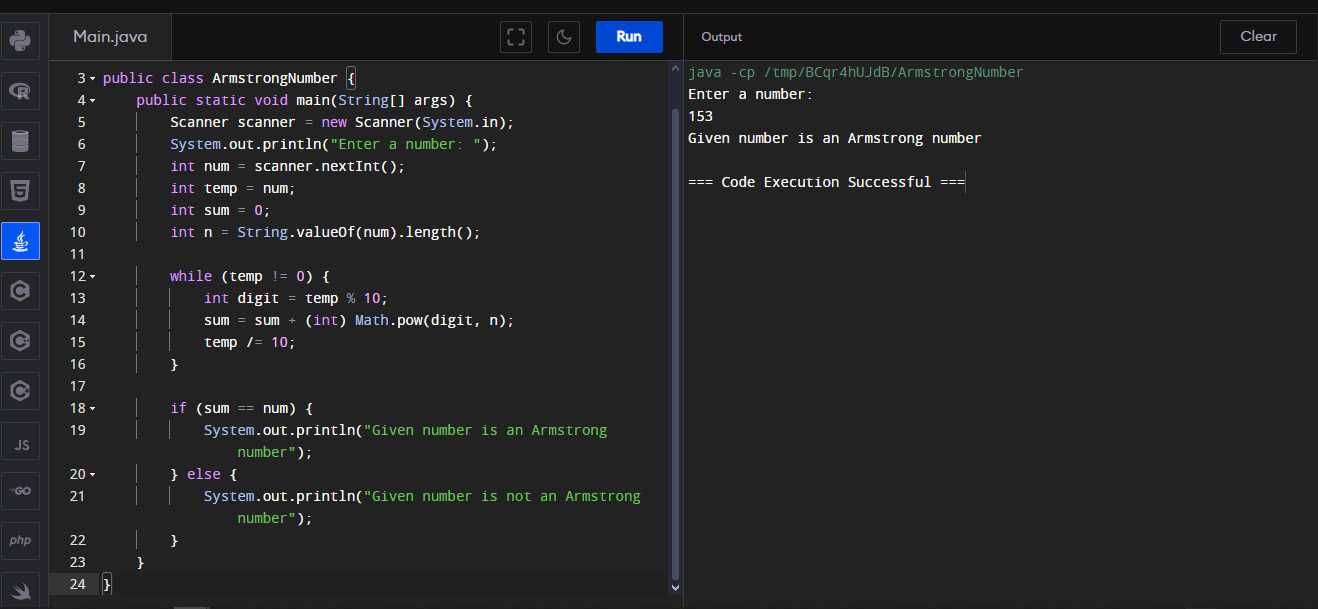 Main.java
Run
Output
Clear
3 public class ArmstrongNumber {
4     public static void main(String[] args) {
5         Scanner scanner = new Scanner(System.in);
6         System.out.println("Enter a number: ");
7         int num = scanner.nextInt();
8         int temp = num;
9         int sum = 0;
10         int n = String.valueOf(num).length();
11
12         while (temp != 0) {
13             int digit = temp % 10;
14             sum = sum + (int) Math.pow(digit, n);
15             temp /= 10;
16         }
17
18         if (sum == num) {
19             System.out.println("Given number is an Armstrong
                number");
20         } else {
21             System.out.println("Given number is not an Armstrong
                number");
22         }
23     }
24 }
java -cp /tmp/BCqr4hUJdB/ArmstrongNumber
Enter a number:
153
Given number is an Armstrong number
=== Code Execution Successful ===
R
5
C
C
C
JS
GO
php